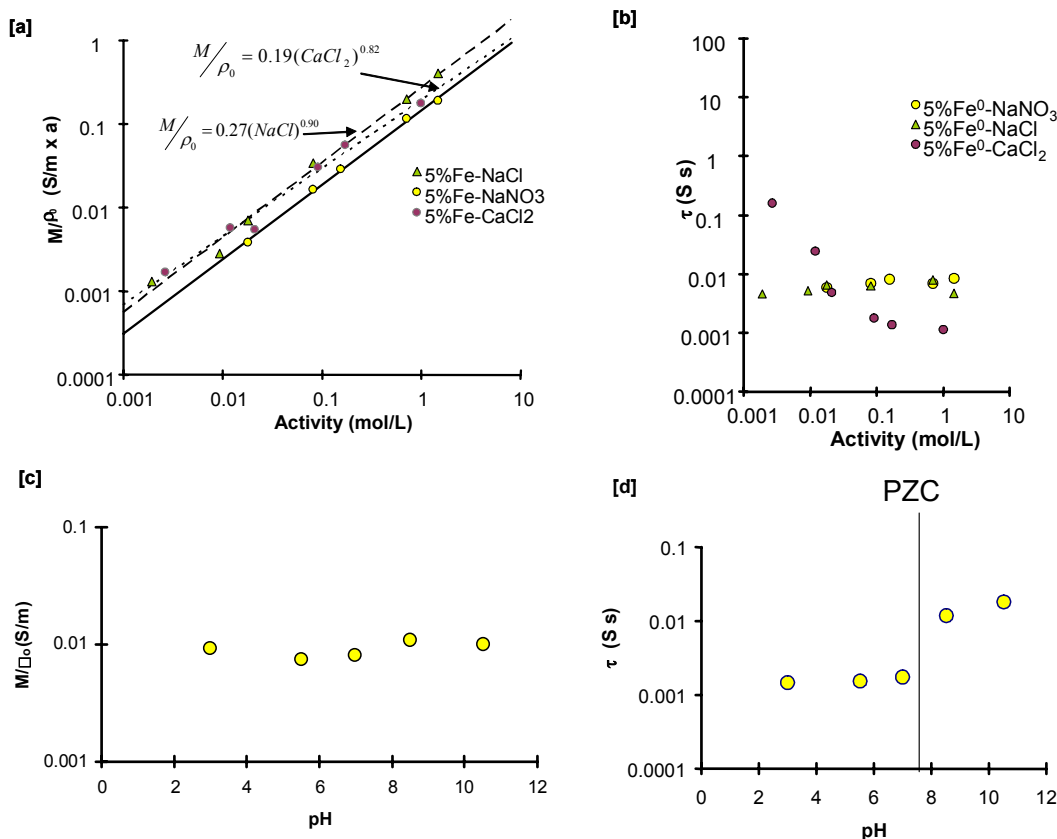 [a]
M/ρ₀ (S/m x a)
1
0.1
0.01
0.001
0.0001
0.001
0.01
0.1
1
10
Activity (mol/L)
M/ρ₀ = 0.19(CaCl₂)^0.82
M/ρ₀ = 0.27(NaCl)^0.90
5%Fe-NaCl
5%Fe-NaNO3
5%Fe-CaCl2
[b]
τ (S s)
100
10
1
0.1
0.01
0.001
0.0001
0.001
0.01
0.1
1
10
Activity (mol/L)
5%Fe⁰-NaNO₃
5%Fe⁰-NaCl
5%Fe⁰-CaCl₂
[c]
M/□₀(S/m)
0.1
0.01
0.001
0
2
4
6
8
10
12
pH
[d]
PZC
τ (S s)
0.1
0.01
0.001
0.0001
0
2
4
6
8
10
12
pH